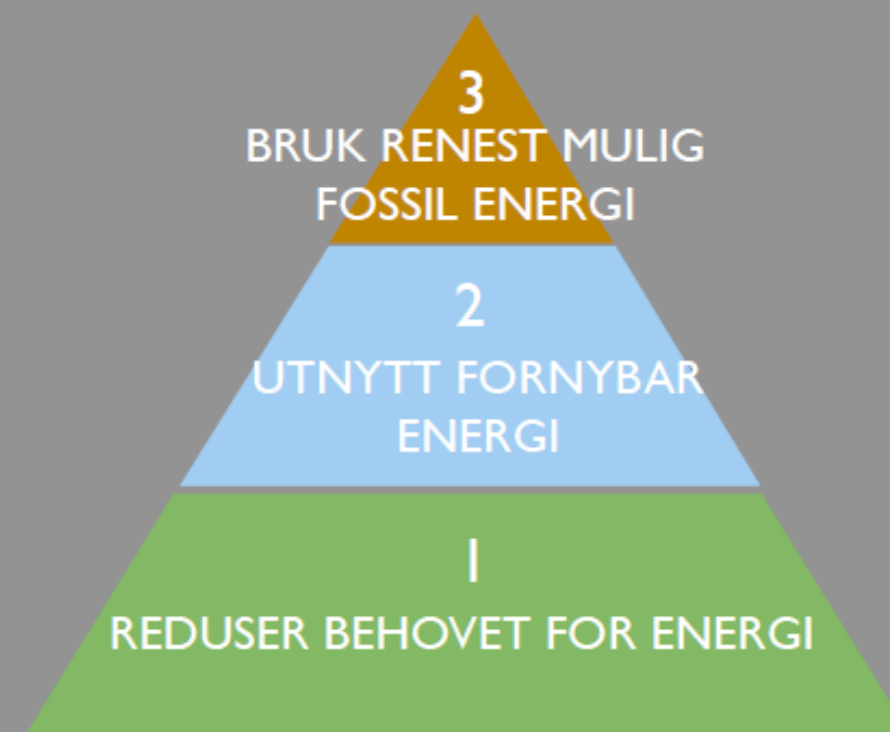 3
BRUK RENEST MULIG
FOSSIL ENERGI
2
UTNYTT FORNYBAR
ENERGI
1
REDUSER BEHOVET FOR ENERGI